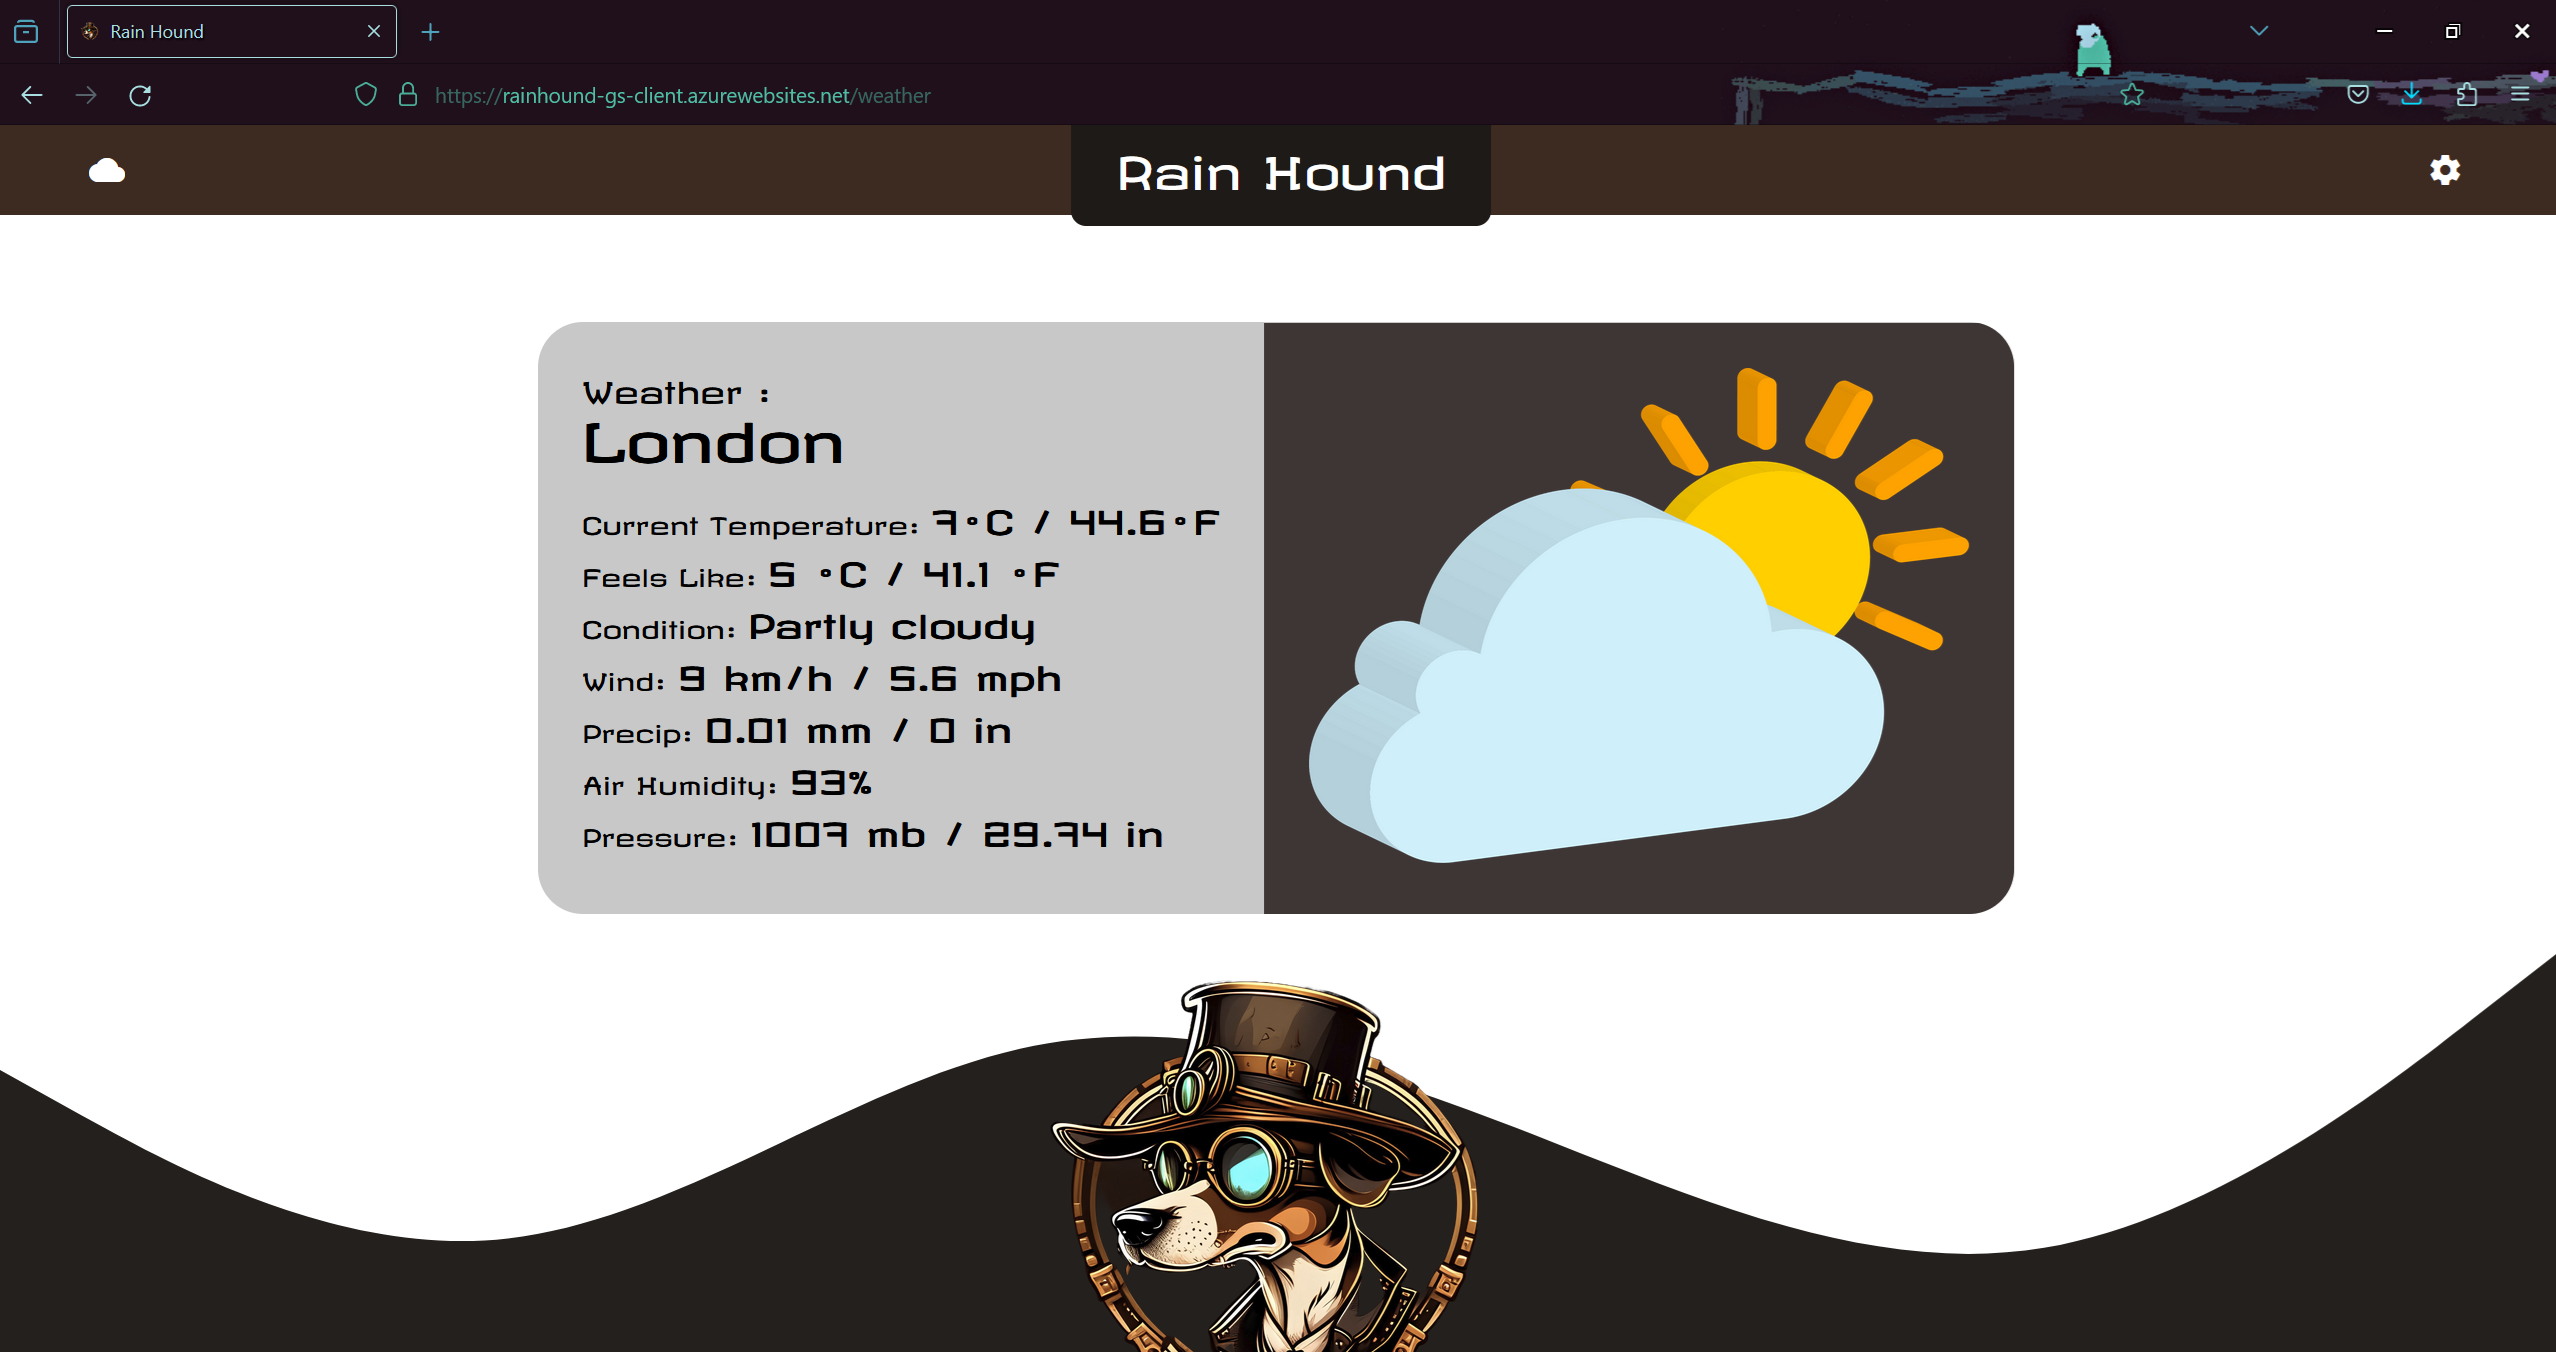 Rain Hound
https://rainhound-gs-client.azurewebsites.net/weather
Rain Hound
Weather :
London
Current Temperature: 7°C / 44.6°F
Feels Like: 5 °C / 41.1 °F
Condition: Partly cloudy
Wind: 9 km/h / 5.6 mph
Precip: 0.01 mm / 0 in
Air Humidity: 93%
Pressure: 1007 mb / 29.74 in